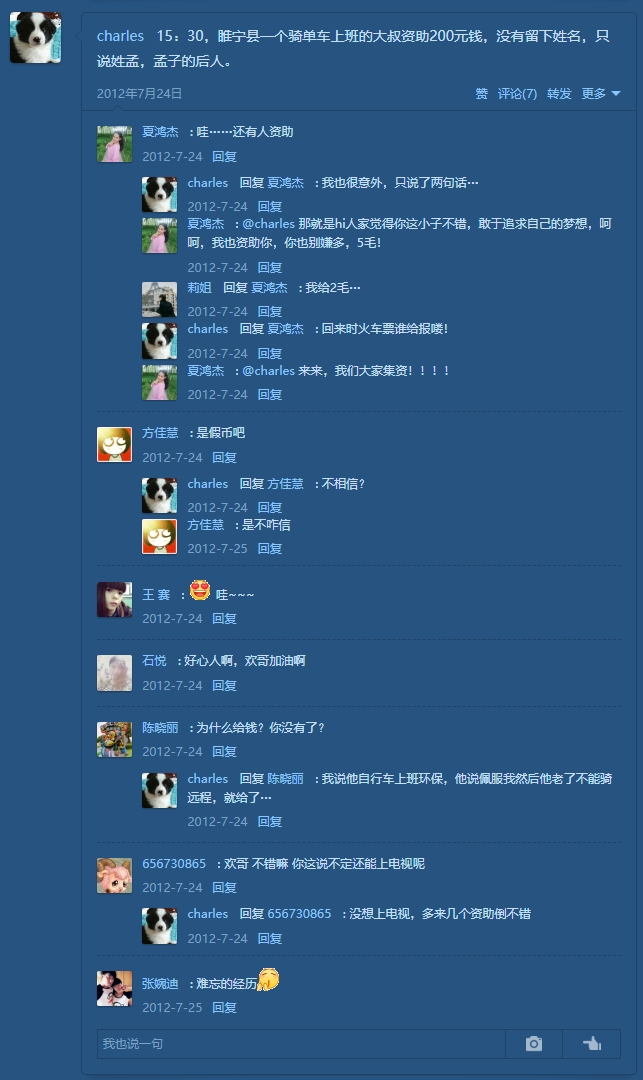 charles 15：30，睢宁县一个骑单车上班的大叔资助200元钱，没有留下姓名，只
说姓孟，孟子的后人。
2012年7月24日 赞 评论(7) 转发 更多
夏鸿杰 ：哇……还有人资助
2012-7-24 回复
charles 回复 夏鸿杰 ：我也很意外，只说了两句话…
2012-7-24 回复
夏鸿杰 ：@charles 那就是hi人家觉得你这小子不错，敢于追求自己的梦想，呵
呵，我也资助你，你也别嫌多，5毛！
2012-7-24 回复
莉姐 回复 夏鸿杰 ：我给2毛…
2012-7-24 回复
charles 回复 夏鸿杰 ：回来时火车票谁给报喽！
2012-7-24 回复
夏鸿杰 ：@charles 来来，我们大家集资！！！！
2012-7-24 回复
方佳慧 ：是假币吧
2012-7-24 回复
charles 回复 方佳慧 ：不相信？
2012-7-24 回复
方佳慧 ：是不咋信
2012-7-25 回复
王 赛 ： 哇~~~
2012-7-24 回复
石悦 ：好心人啊，欢哥加油啊
2012-7-24 回复
陈晓丽 ：为什么给钱？你没有了？
2012-7-24 回复
charles 回复 陈晓丽 ：我说他自行车上班环保，他说佩服我然后他老了不能骑
远程，就给了…
2012-7-24 回复
656730865 ：欢哥 不错嘛 你这说不定还能上电视呢
2012-7-24 回复
charles 回复 656730865 ：没想上电视，多来几个资助倒不错
2012-7-24 回复
张婉迪 ：难忘的经历
2012-7-25 回复
我也说一句